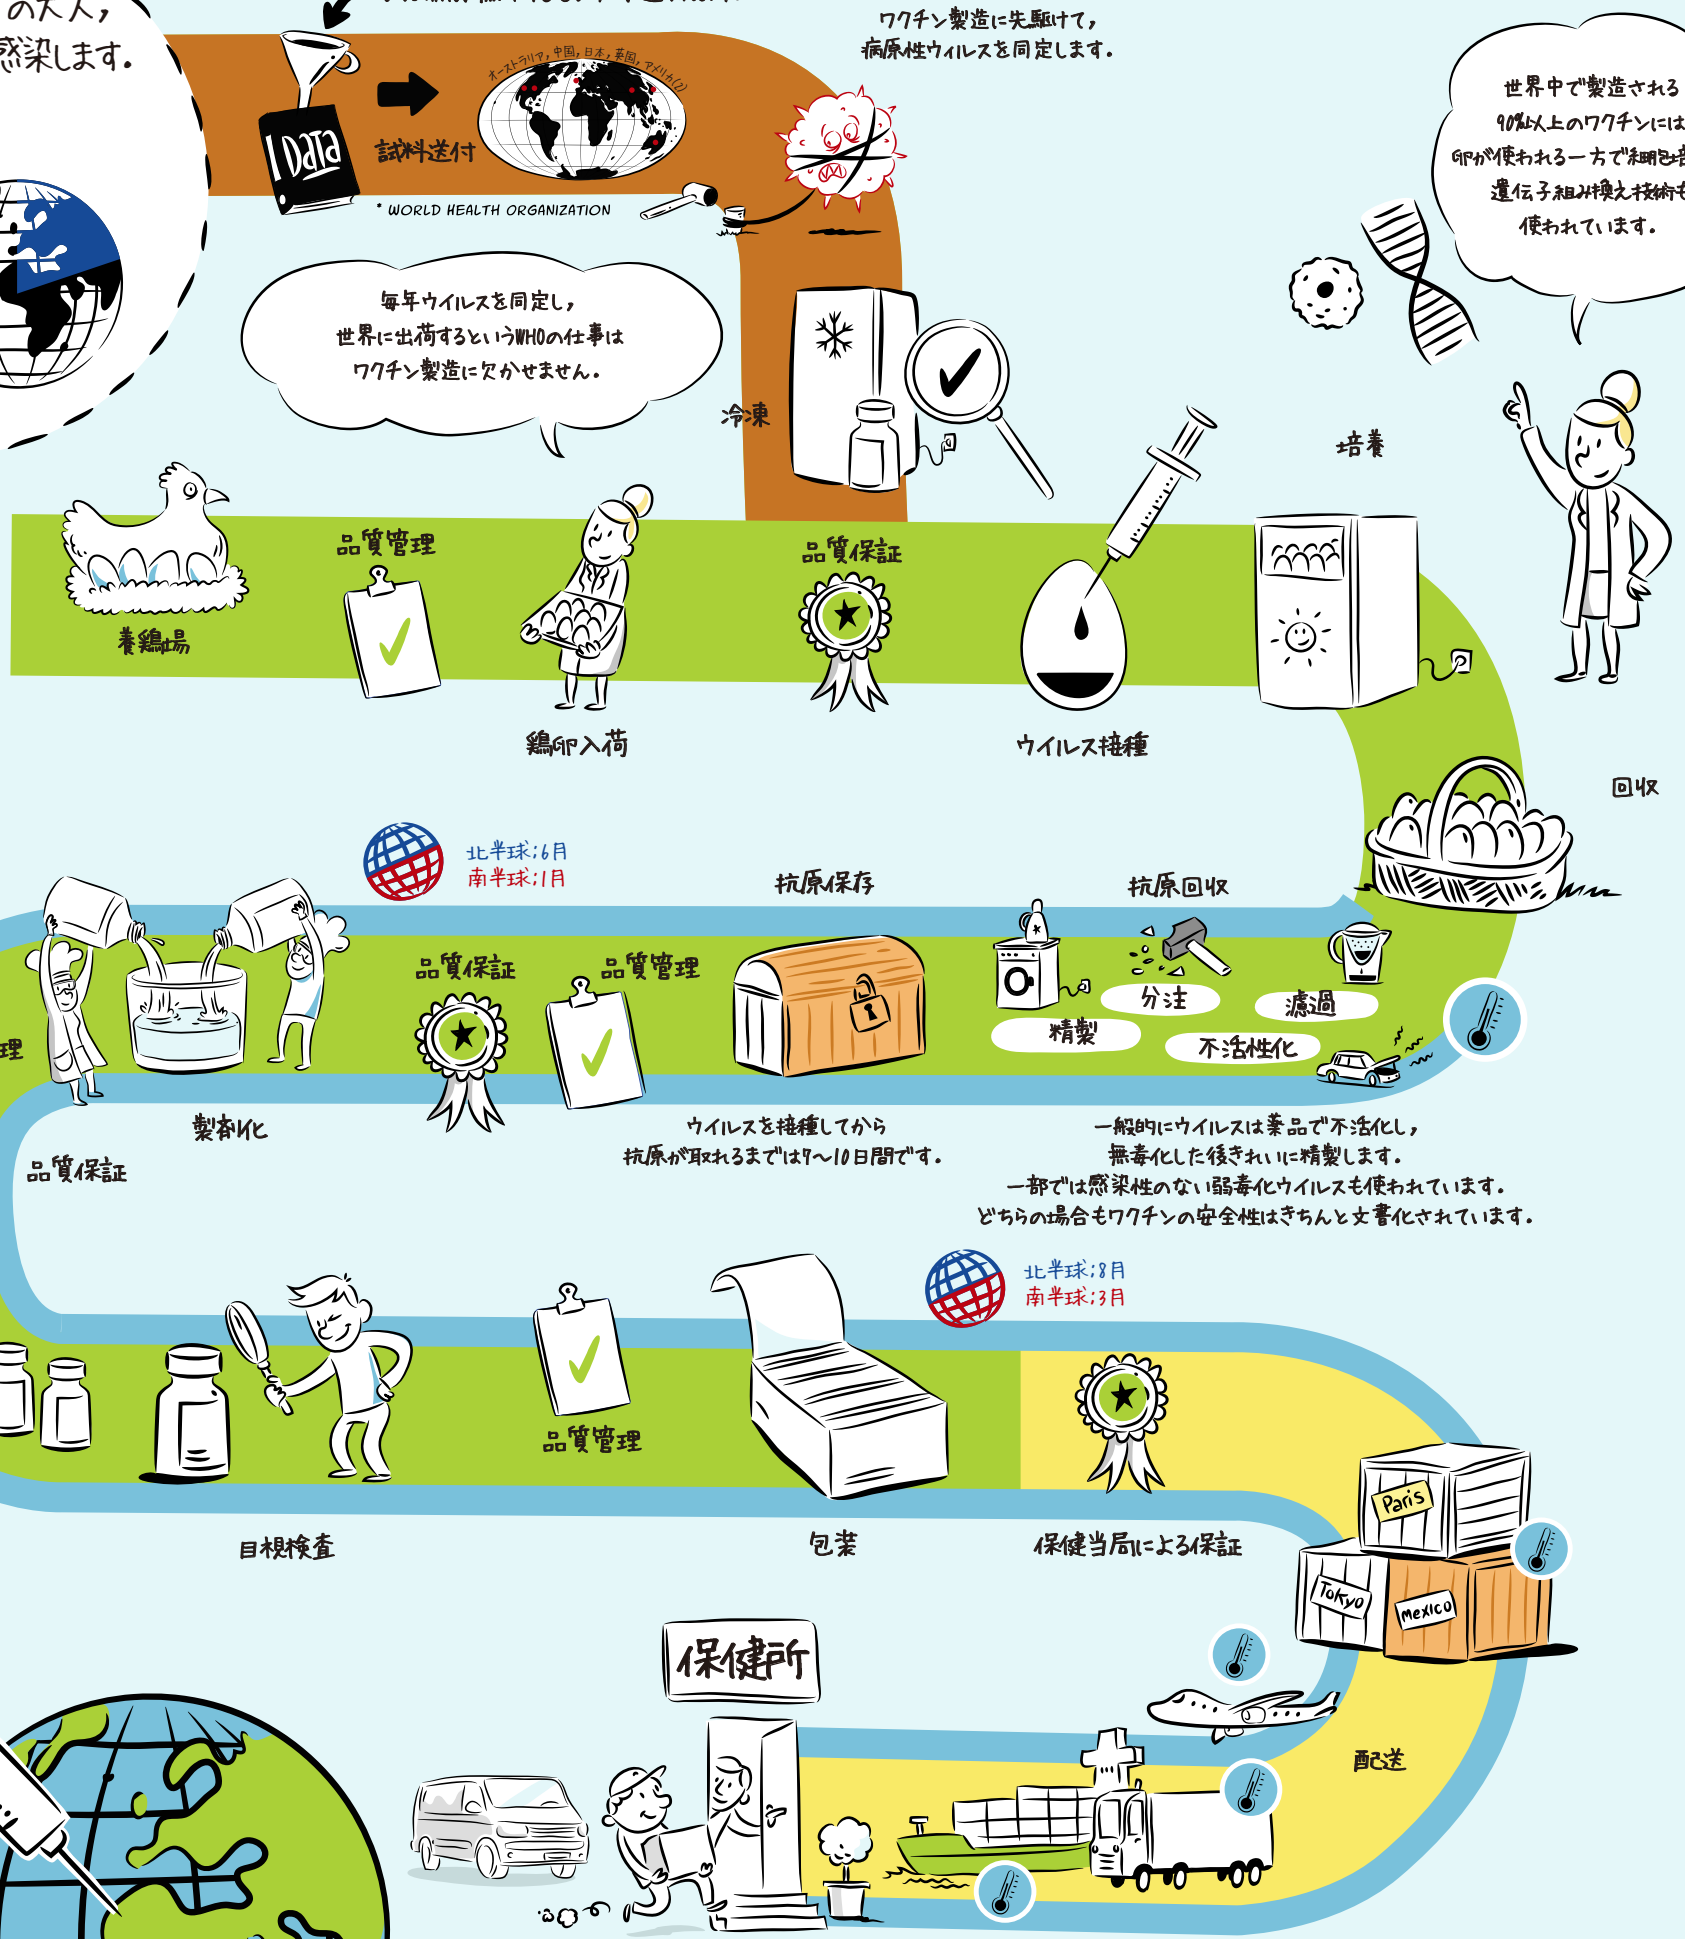 の大人,
感染します.
ワクチン製造に先駆けて,
病原性ウィルスを同定します.
オーストラリア, 中国, 日本, 英国, アメリカ(2)
DATA
試料送付
* WORLD HEALTH ORGANIZATION
世界中で製造される
90%以上のワクチンには
卵が使われる一方で細胞培
遺伝子組み換え技術も
使われています.
毎年ウイルスを同定し,
世界に出荷するというWHOの仕事は
ワクチン製造に欠かせません.
冷凍
培養
品質管理
品質保証
養鶏場
鶏卵入荷
ウイルス接種
回収
北半球;6月
南半球;1月
抗原保存
抗原回収
品質保証
品質管理
分注
濾過
精製
不活性化
理
製剤化
品質保証
ウイルスを接種してから
抗原が取れるまでは7〜10日間です.
一般的にウイルスは薬品で不活化し,
無毒化した後きれいに精製します.
一部では感染性のない弱毒化ウイルスも使われています.
どちらの場合もワクチンの安全性はきちんと文書化されています.
北半球;8月
南半球;3月
品質管理
目視検査
包装
保健当局による保証
Paris
Tokyo
Mexico
保健所
配送